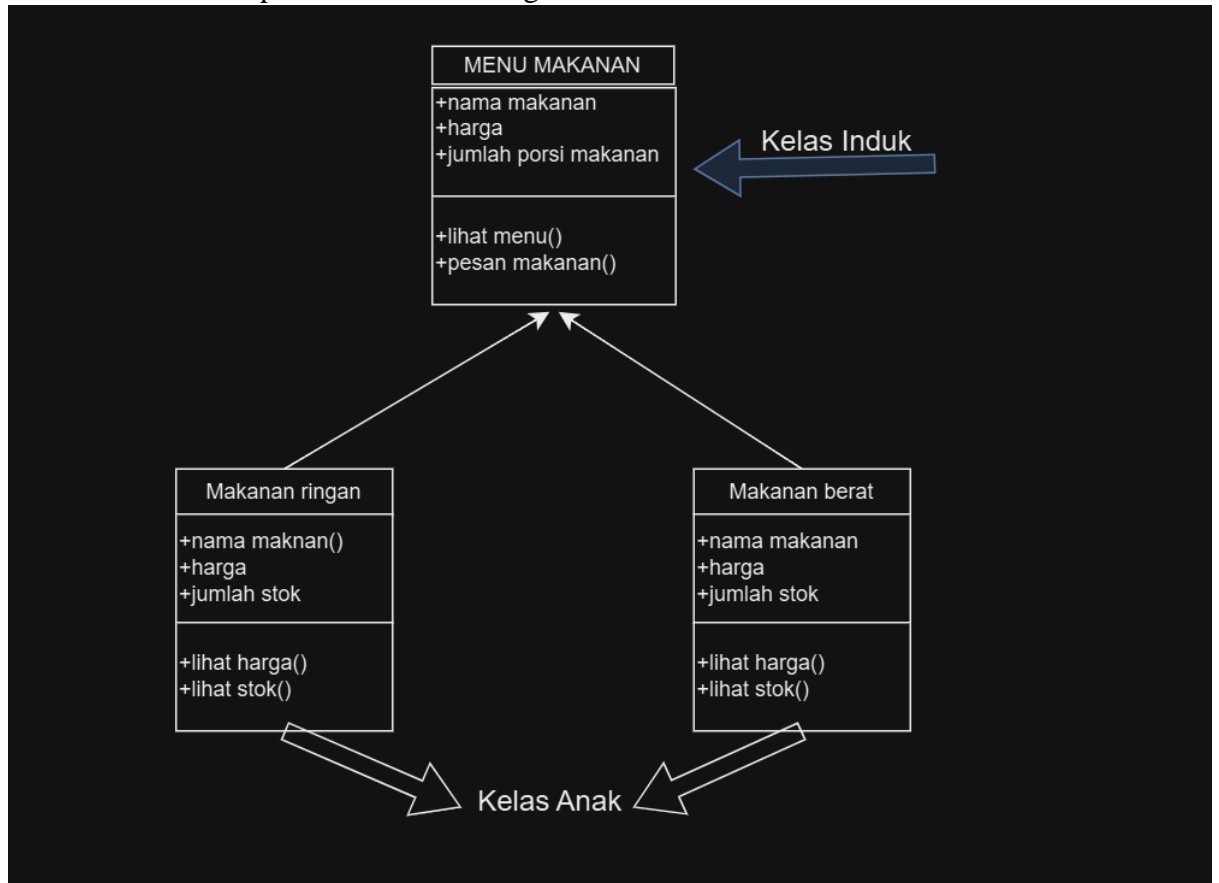 MENU MAKANAN
+nama makanan
+harga
+jumlah porsi makanan
+lihat menu()
+pesan makanan()
Kelas Induk
Makanan ringan
+nama maknan()
+harga
+jumlah stok
+lihat harga()
+lihat stok()
Makanan berat
+nama makanan
+harga
+jumlah stok
+lihat harga()
+lihat stok()
Kelas Anak